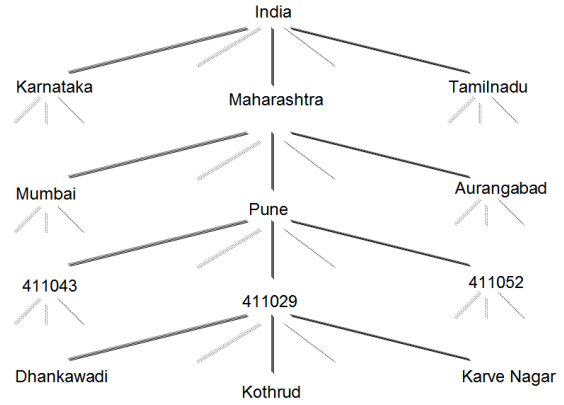 India
Karnataka
Maharashtra
Tamilnadu
Mumbai
Pune
Aurangabad
411043
411029
411052
Dhankawadi
Kothrud
Karve Nagar